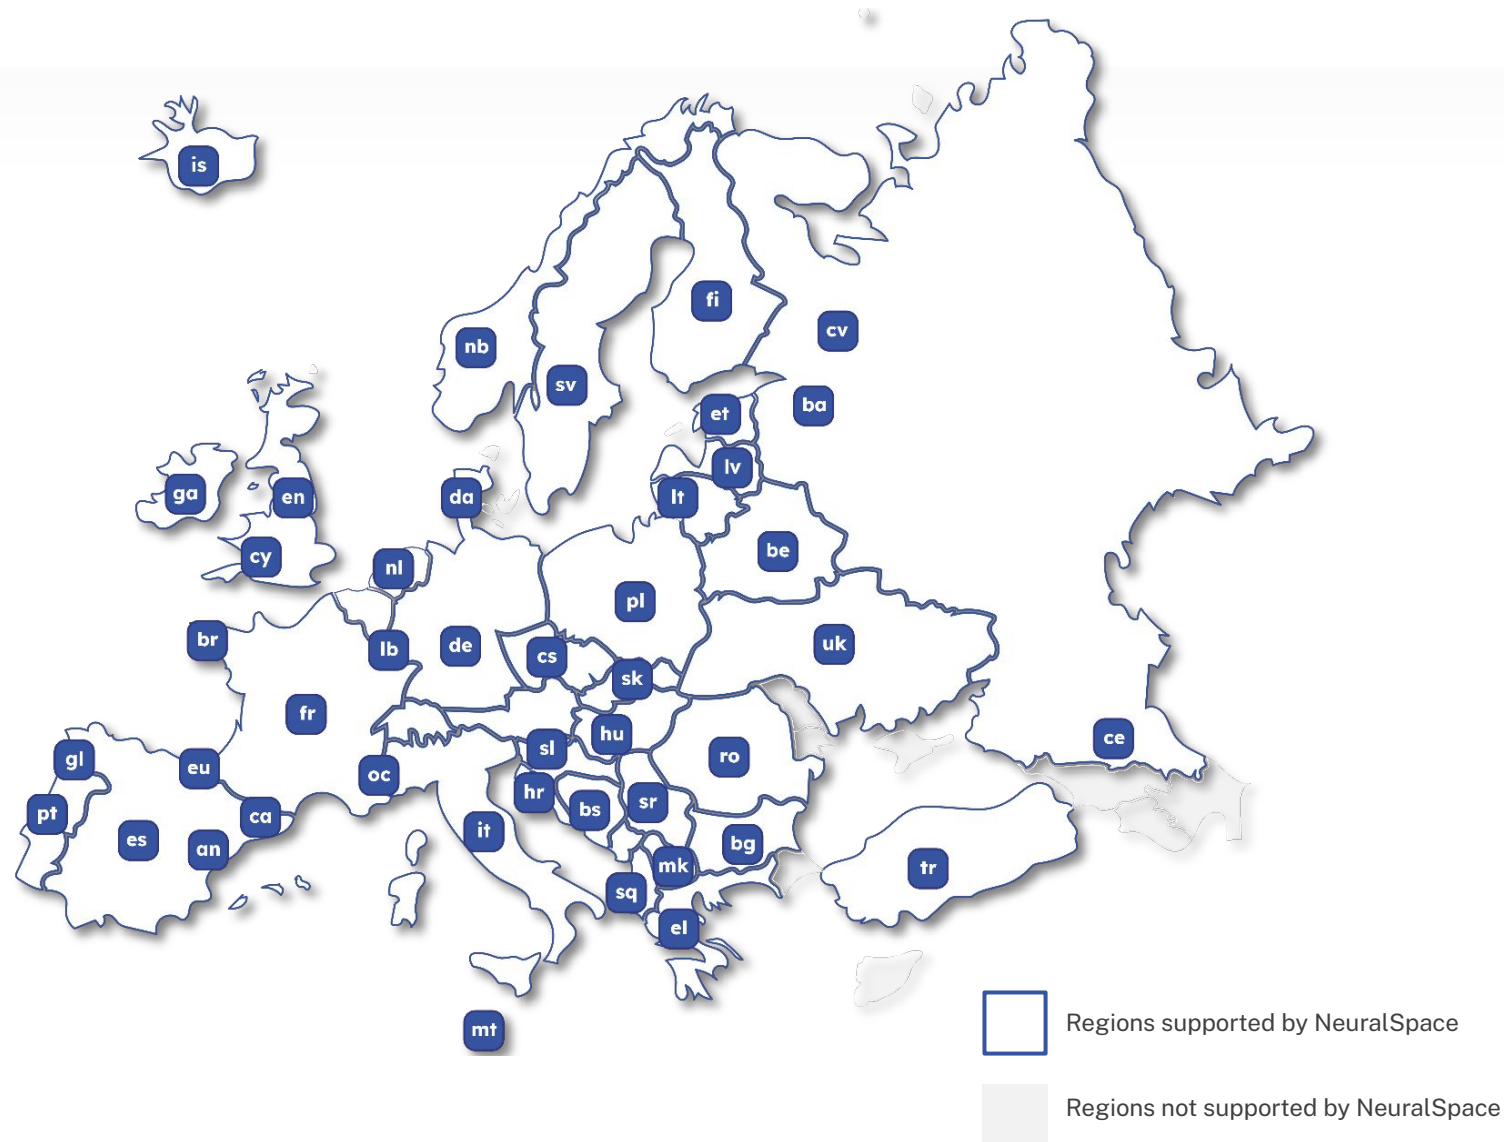 is
fi
cv
nb
sv
ba
et
lv
ga
en
da
lt
cy
nl
be
pl
br
lb
de
cs
uk
sk
fr
hu
ce
gl
eu
oc
sl
ro
pt
ca
hr
bs
sr
es
an
it
bg
mk
tr
sq
el
mt
Regions supported by NeuralSpace
Regions not supported by NeuralSpace